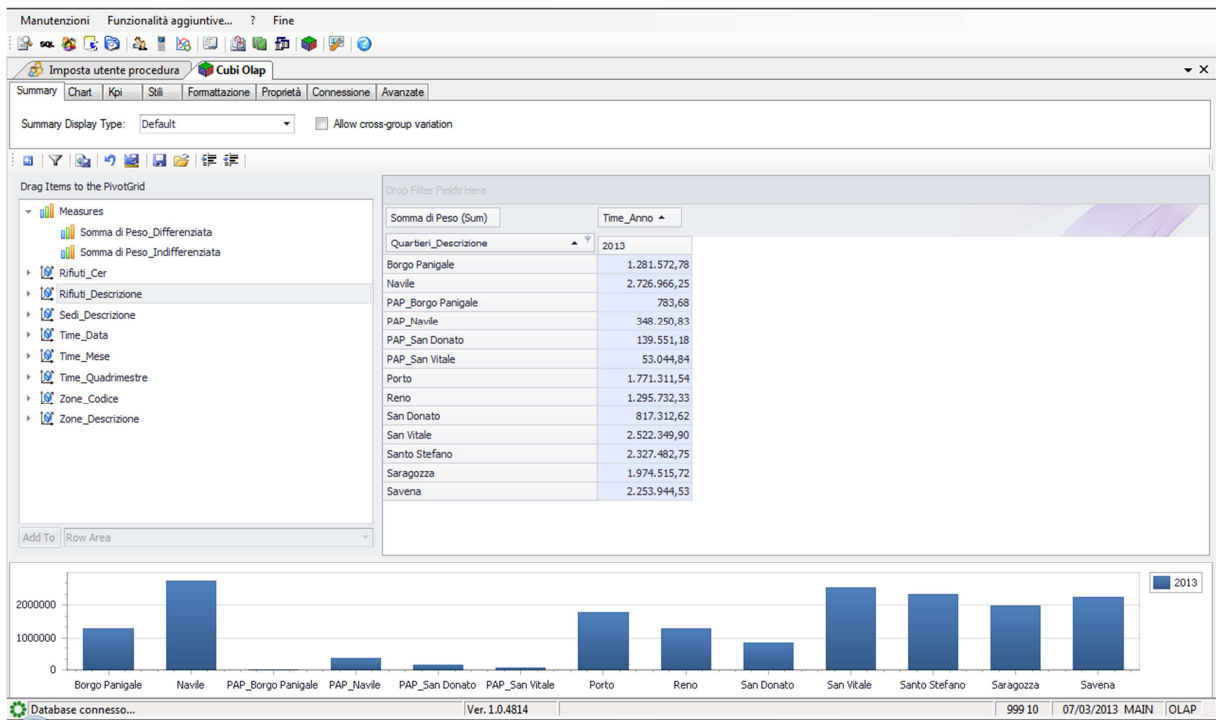 Manutenzioni Funzionalità aggiuntive... ? Fine
SQL
Imposta utente procedura Cubi Olap
Summary Chart Kpi Stili Formattazione Proprietà Connessione Avanzate
Summary Display Type: Default Allow cross-group variation
Drag Items to the PivotGrid
Measures
Somma di Peso_Differenziata
Somma di Peso_Indifferenziata
Rifiuti_Cer
Rifiuti_Descrizione
Sedi_Descrizione
Time_Data
Time_Mese
Time_Quadrimestre
Zone_Codice
Zone_Descrizione
Add To Row Area
Drop Filter Fields Here
Somma di Peso (Sum) Time_Anno
Quartieri_Descrizione 2013
Borgo Panigale 1.281.572,78
Navile 2.726.966,25
PAP_Borgo Panigale 783,68
PAP_Navile 348.250,83
PAP_San Donato 139.551,18
PAP_San Vitale 53.044,84
Porto 1.771.311,54
Reno 1.295.732,33
San Donato 817.312,62
San Vitale 2.522.349,90
Santo Stefano 2.327.482,75
Saragozza 1.974.515,72
Savena 2.253.944,53
2013
2000000
1000000
0
Borgo Panigale Navile PAP_Borgo Panigale PAP_Navile PAP_San Donato PAP_San Vitale Porto Reno San Donato San Vitale Santo Stefano Saragozza Savena
Database connesso... Ver. 1.0.4814 999 10 07/03/2013 MAIN OLAP